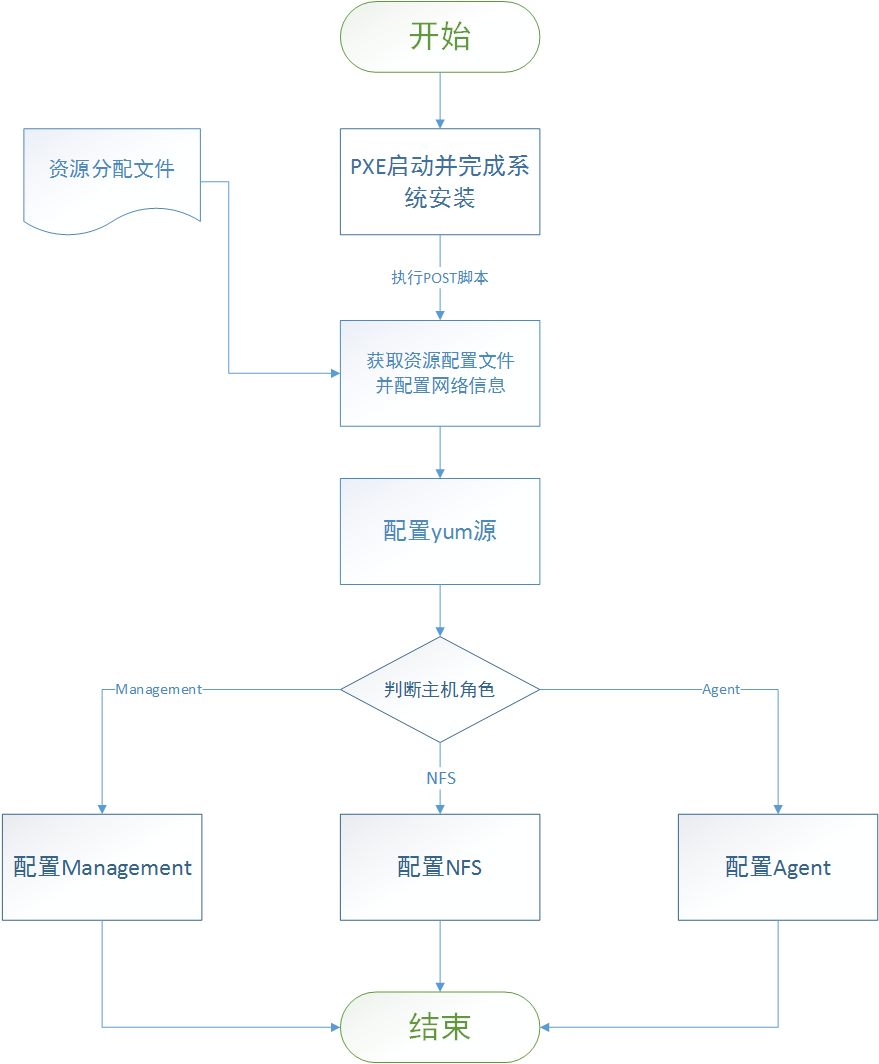 开始
资源分配文件
PXE启动并完成系
统安装
执行POST脚本
获取资源配置文件
并配置网络信息
配置yum源
判断主机角色
Management
Agent
NFS
配置Management
配置NFS
配置Agent
结束